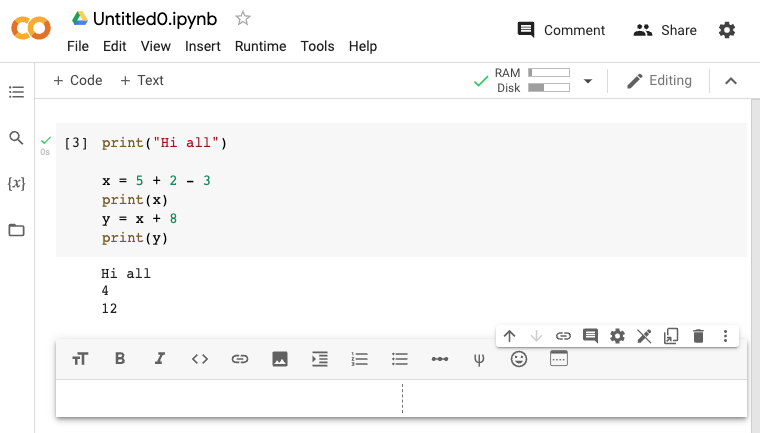 Untitled0.ipynb
Comment
Share
File Edit View Insert Runtime Tools Help
+ Code + Text
RAM
Disk
Editing
{x}
0s
[3] print("Hi all")
x = 5 + 2 - 3
print(x)
y = x + 8
print(y)
Hi all
4
12
TT B I <> Ψ